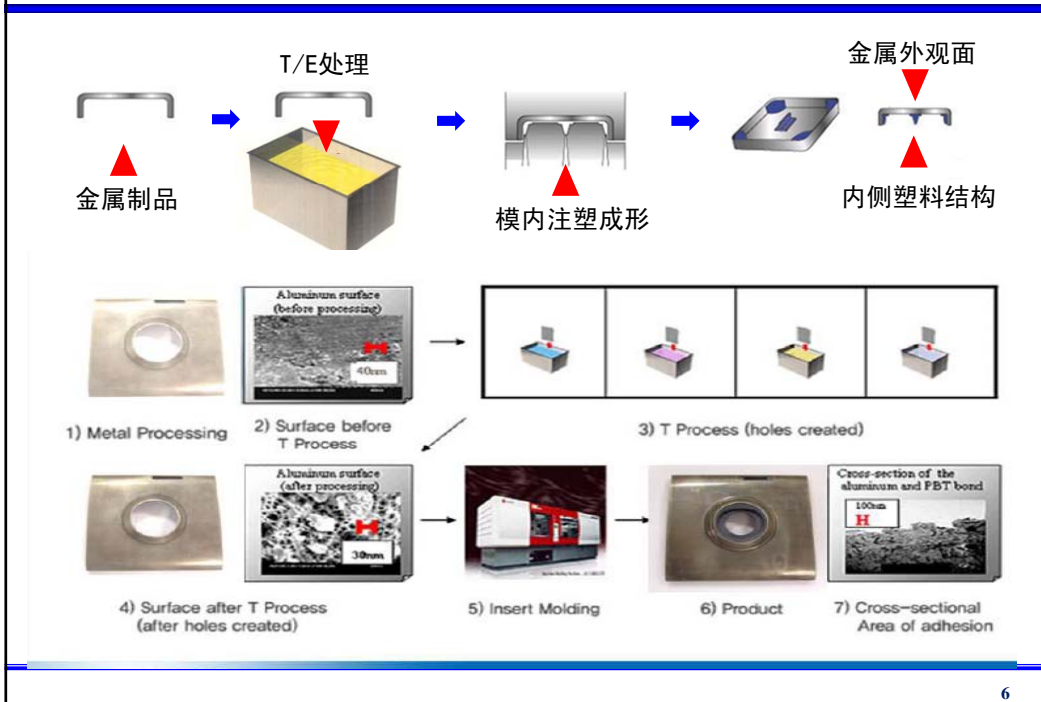 T/E处理
金属外观面
金属制品
模内注塑成形
内侧塑料结构
Aluminum surface
(before processing)
40nm
1) Metal Processing
2) Surface before
T Process
3) T Process (holes created)
Aluminum surface
(after processing)
30nm
Cross-section of the
aluminum and PBT bond
100nm
4) Surface after T Process
(after holes created)
5) Insert Molding
6) Product
7) Cross-sectional
Area of adhesion
6